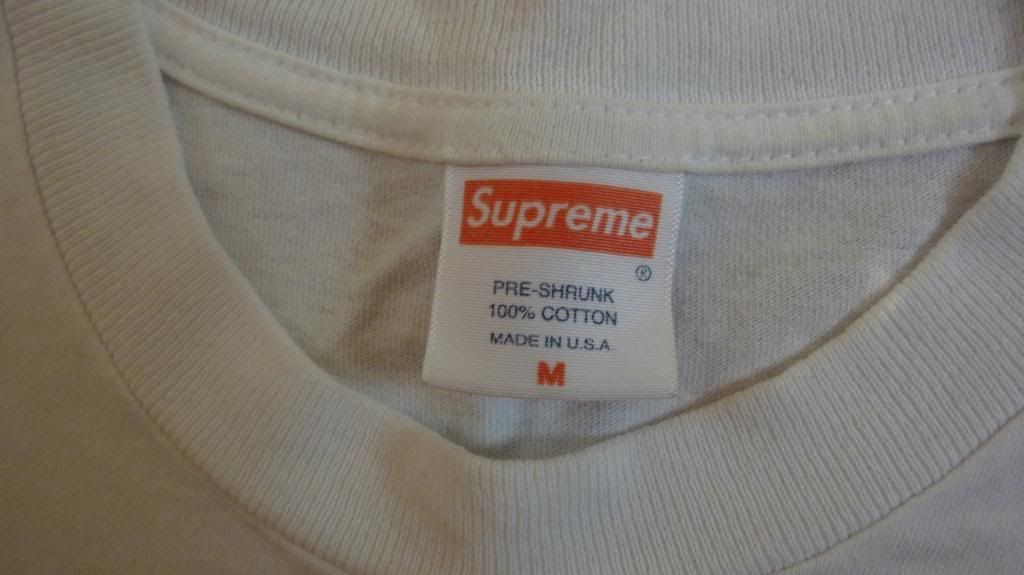 Supreme
®
PRE-SHRUNK
100% COTTON
MADE IN U.S.A.
M